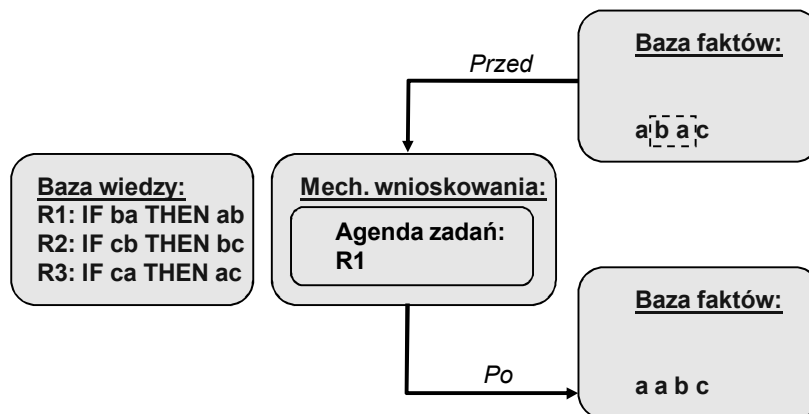 Przed
Baza faktów:
a b a c
Baza wiedzy:
R1: IF ba THEN ab
R2: IF cb THEN bc
R3: IF ca THEN ac
Mech. wnioskowania:
Agenda zadań:
R1
Po
Baza faktów:
a a b c